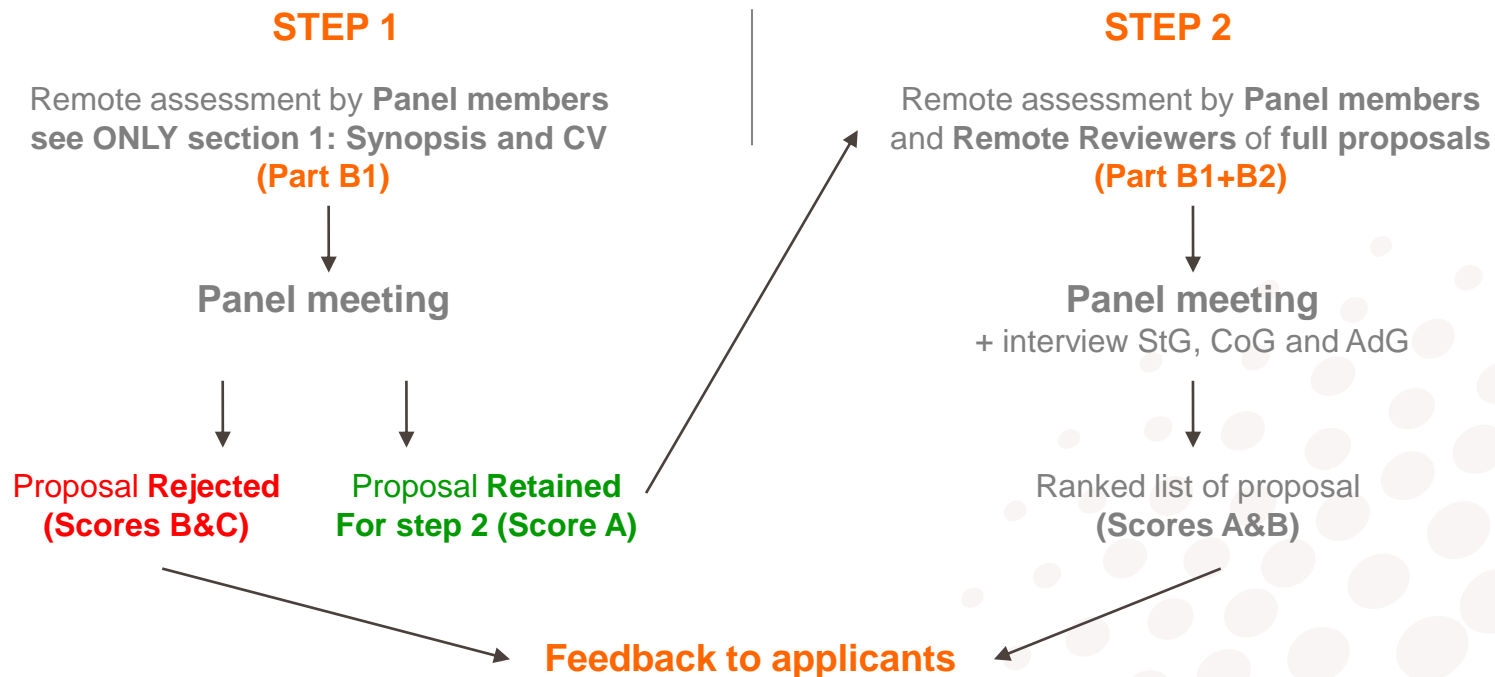 STEP 1
Remote assessment by Panel members
see ONLY section 1: Synopsis and CV
(Part B1)
Panel meeting
Proposal Rejected
(Scores B&C)
Proposal Retained
For step 2 (Score A)
STEP 2
Remote assessment by Panel members
and Remote Reviewers of full proposals
(Part B1+B2)
Panel meeting
+ interview StG, CoG and AdG
Ranked list of proposal
(Scores A&B)
Feedback to applicants